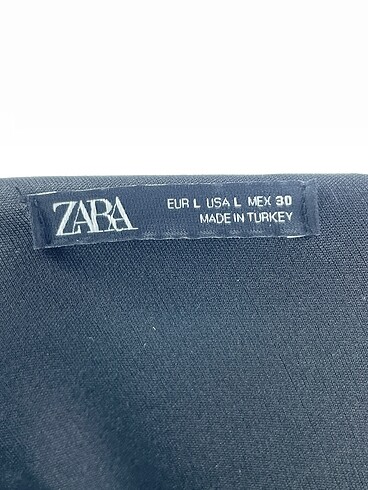 ZARA
EUR L USA L MEX 30
MADE IN TURKEY